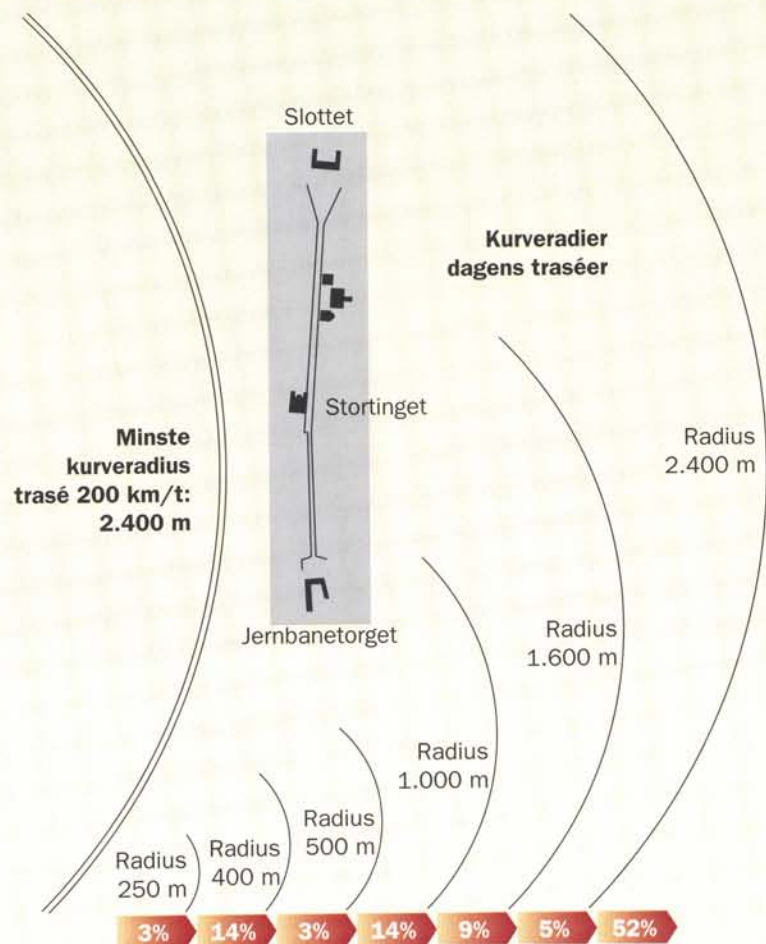 Slottet
Kurveradier
dagens traséer
Stortinget
Minste
kurveradius
trasé 200 km/t:
2.400 m
Radius
2.400 m
Jernbanetorget
Radius
1.600 m
Radius
1.000 m
Radius
500 m
Radius
400 m
Radius
250 m
3%
14%
3%
14%
9%
5%
52%